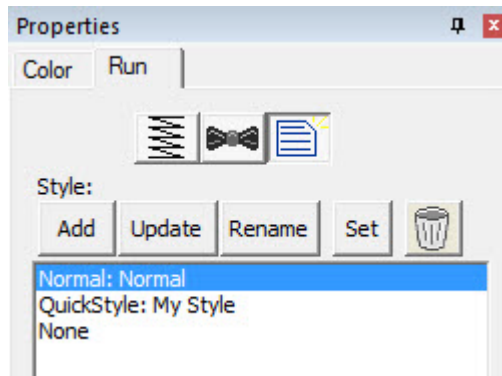 Properties
Color Run
Style:
Add Update Rename Set
Normal: Normal
QuickStyle: My Style
None